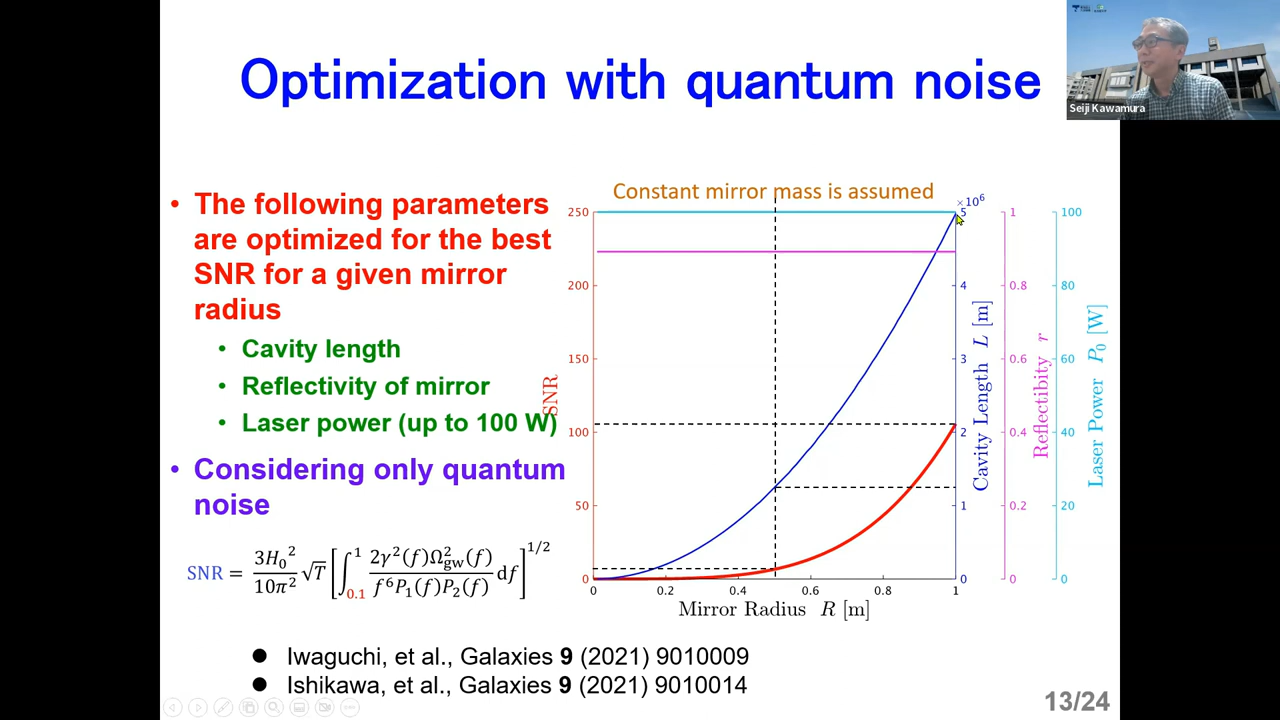 Optimization with quantum noise
Seiji Kawamura
• The following parameters
are optimized for the best
SNR for a given mirror
radius
• Cavity length
• Reflectivity of mirror
• Laser power (up to 100 W)
• Considering only quantum
noise
SNR = 3H₀²/10π² √T [∫₀.₁¹ 2γ²(f)Ω²gw(f)/f⁶P₁(f)P₂(f) df]^1/2
Constant mirror mass is assumed
250
200
150
100
50
0
SNR
0 0.2 0.4 0.6 0.8 1
Mirror Radius R [m]
×10⁶
5
4
3
2
1
0
Cavity Length L [m]
1
0.8
0.6
0.4
0.2
0
Reflectibity r
100
80
60
40
20
0
Laser Power P₀ [W]
● Iwaguchi, et al., Galaxies 9 (2021) 9010009
● Ishikawa, et al., Galaxies 9 (2021) 9010014
13/24